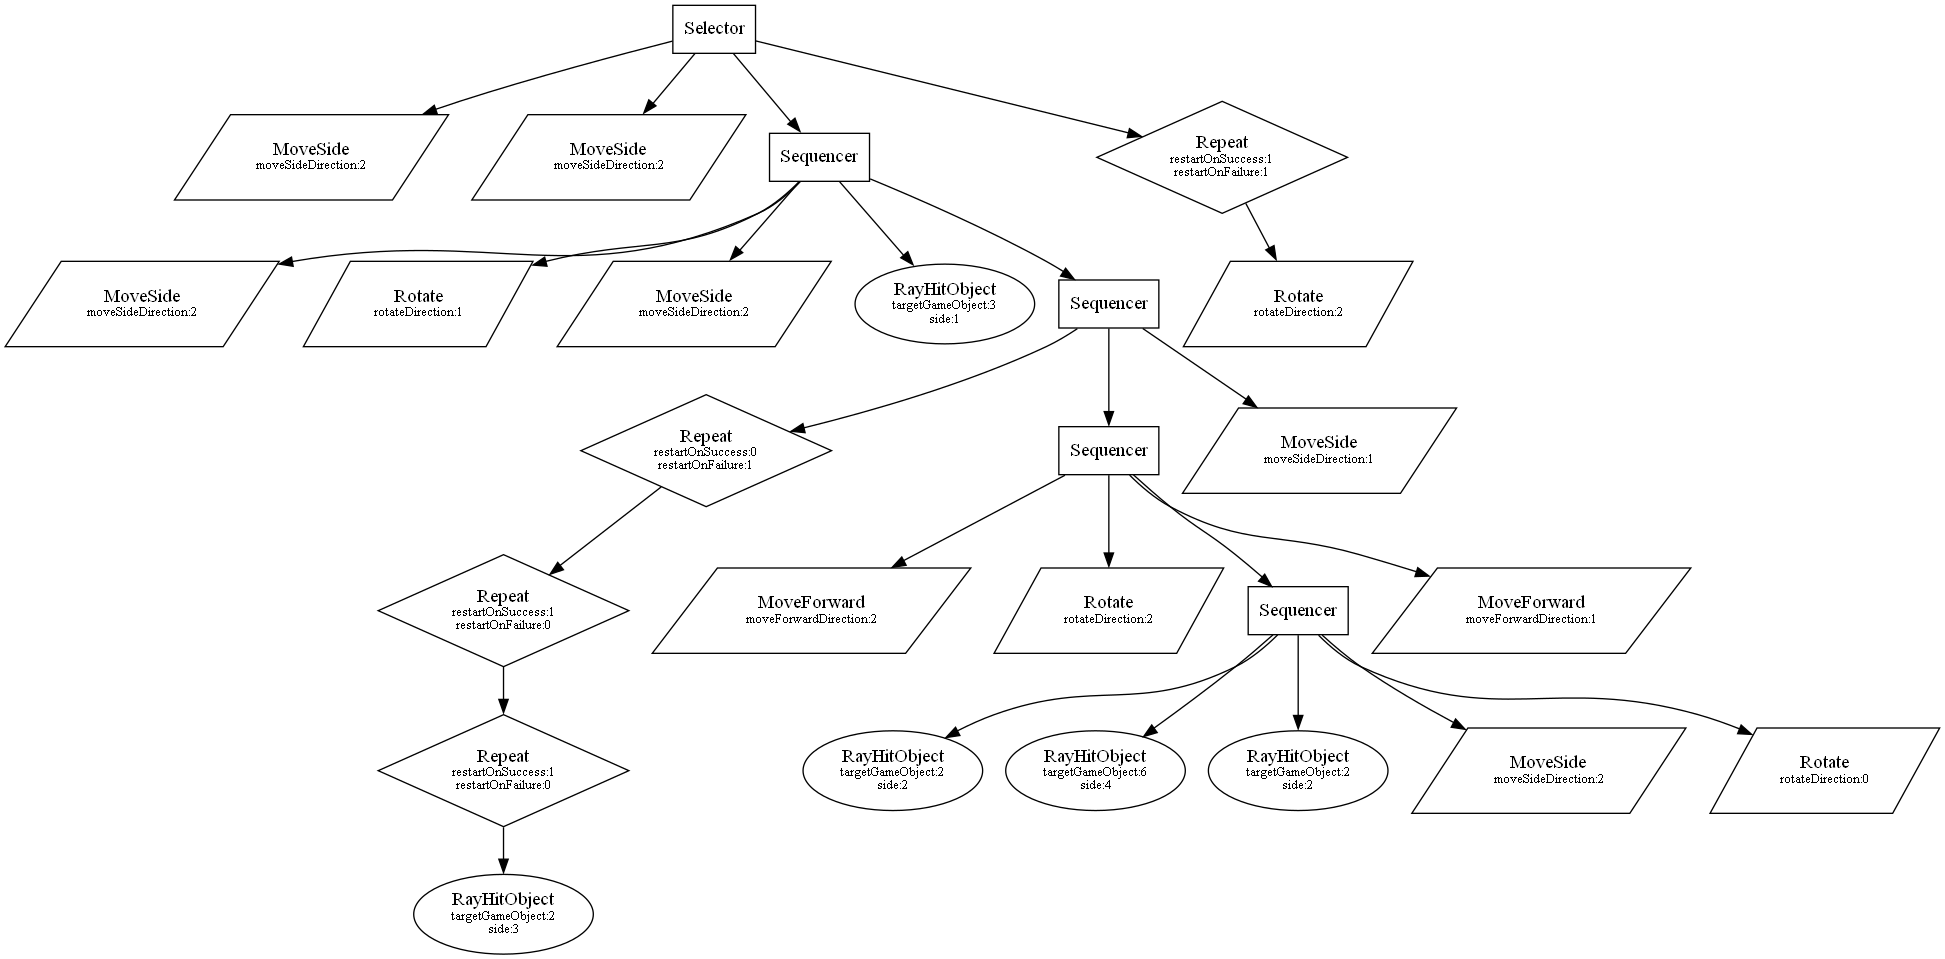 Selector
MoveSide
moveSideDirection:2
MoveSide
moveSideDirection:2
Sequencer
Repeat
restartOnSuccess:1
restartOnFailure:1
MoveSide
moveSideDirection:2
Rotate
rotateDirection:1
MoveSide
moveSideDirection:2
RayHitObject
targetGameObject:3
side:1
Sequencer
Rotate
rotateDirection:2
Repeat
restartOnSuccess:0
restartOnFailure:1
Sequencer
MoveSide
moveSideDirection:1
Repeat
restartOnSuccess:1
restartOnFailure:0
MoveForward
moveForwardDirection:2
Rotate
rotateDirection:2
Sequencer
MoveForward
moveForwardDirection:1
Repeat
restartOnSuccess:1
restartOnFailure:0
RayHitObject
targetGameObject:2
side:2
RayHitObject
targetGameObject:6
side:4
RayHitObject
targetGameObject:2
side:2
MoveSide
moveSideDirection:2
Rotate
rotateDirection:0
RayHitObject
targetGameObject:2
side:3